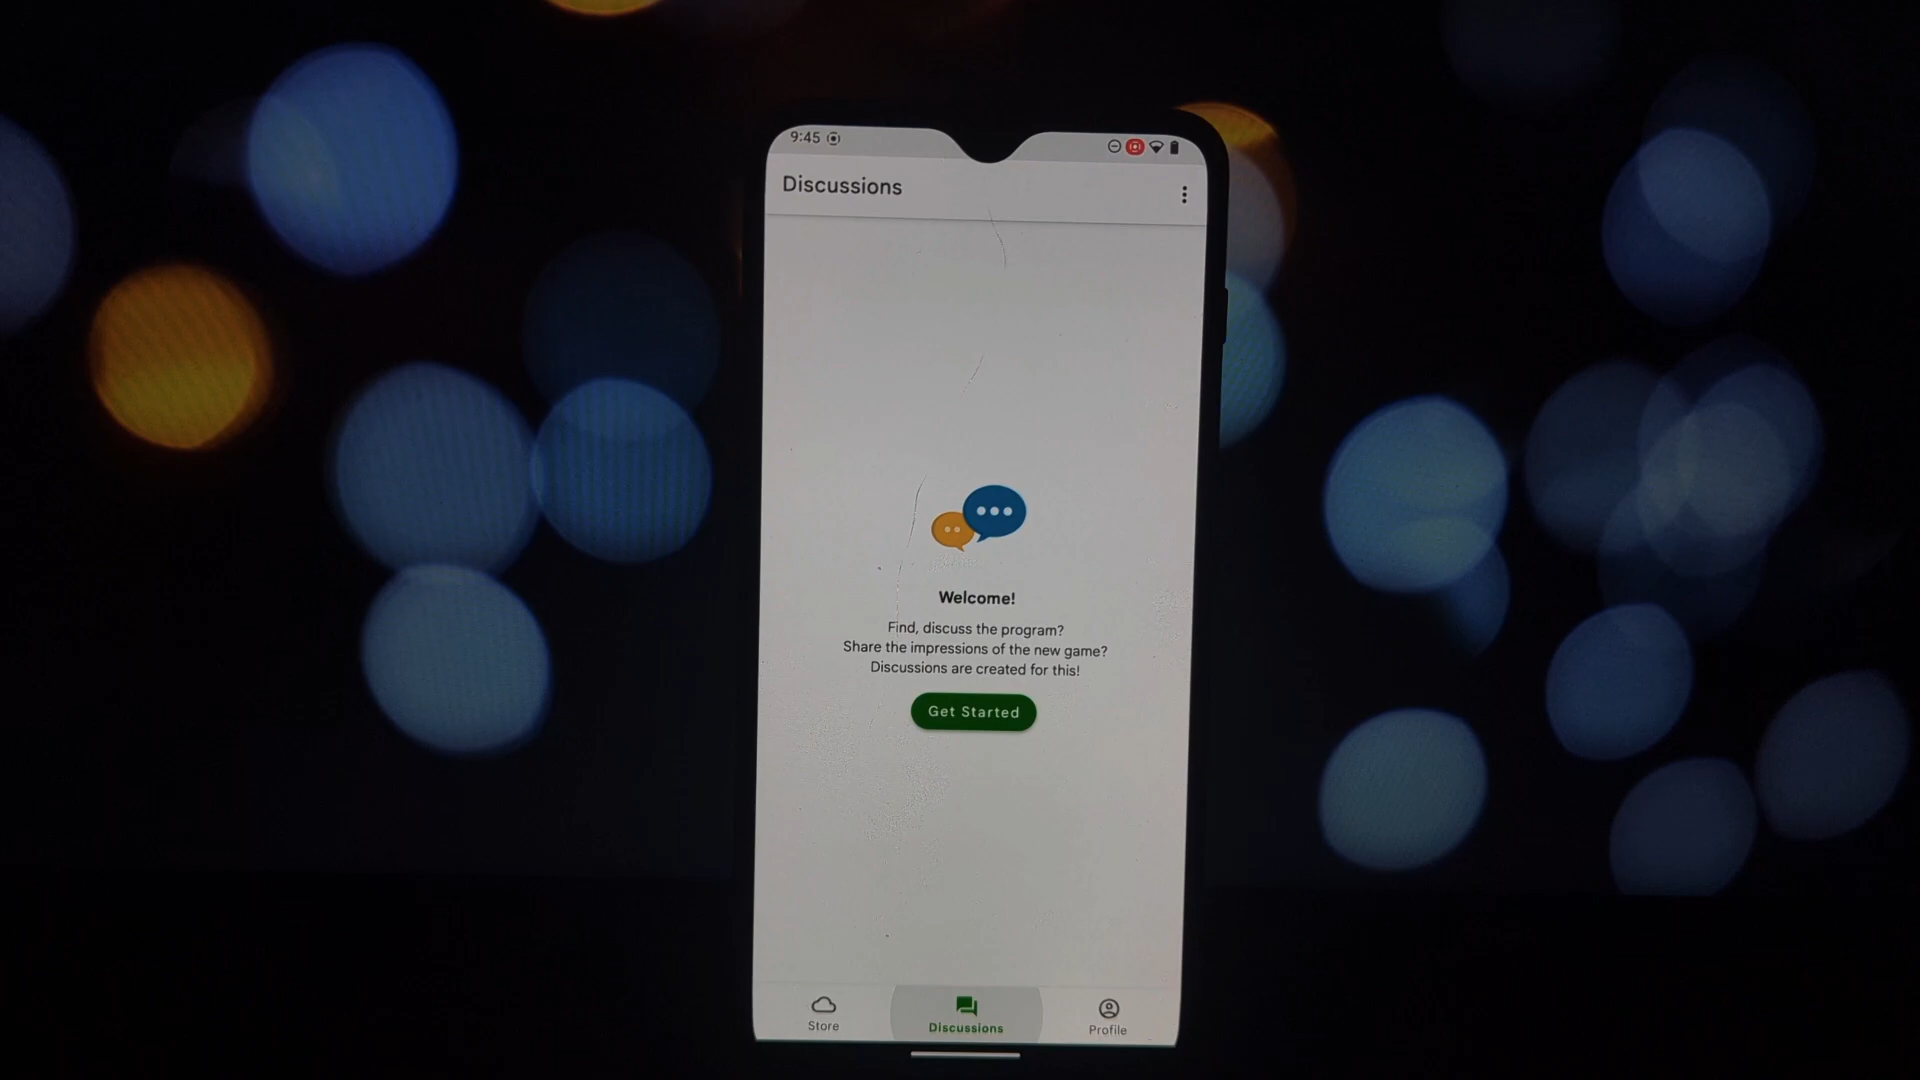 9:45
Discussions
Welcome!
Find, discuss the program?
Share the impressions of the new game?
Discussions are created for this!
Get Started
Store
Discussions
Profile